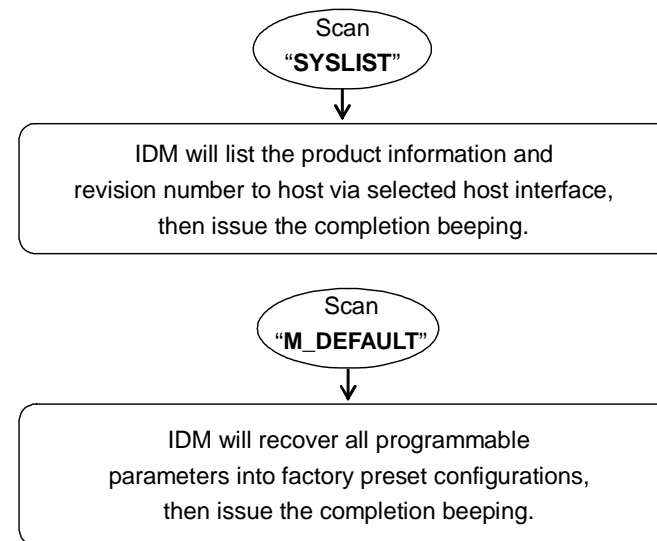 Scan
“SYSLIST”
IDM will list the product information and
revision number to host via selected host interface,
then issue the completion beeping.
Scan
“M_DEFAULT”
IDM will recover all programmable
parameters into factory preset configurations,
then issue the completion beeping.